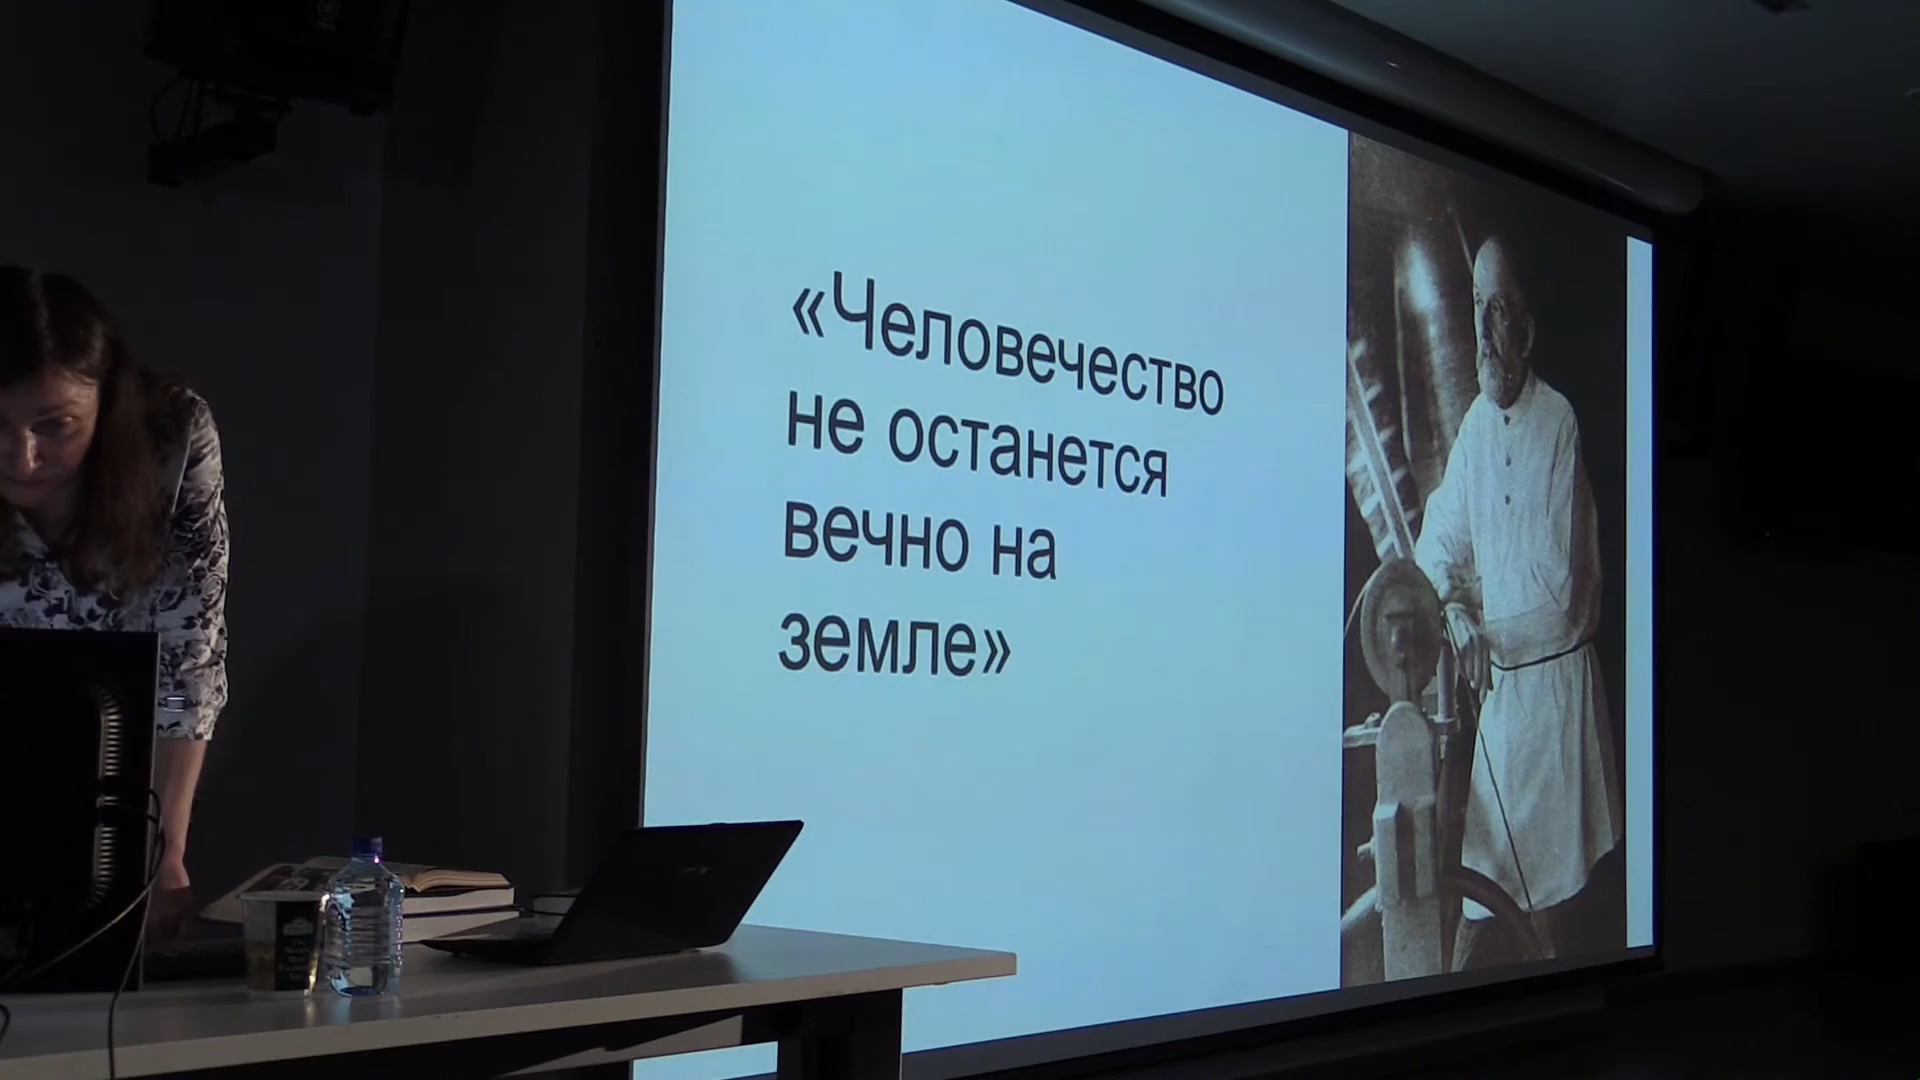 «Человечество
не останется
вечно на
земле»